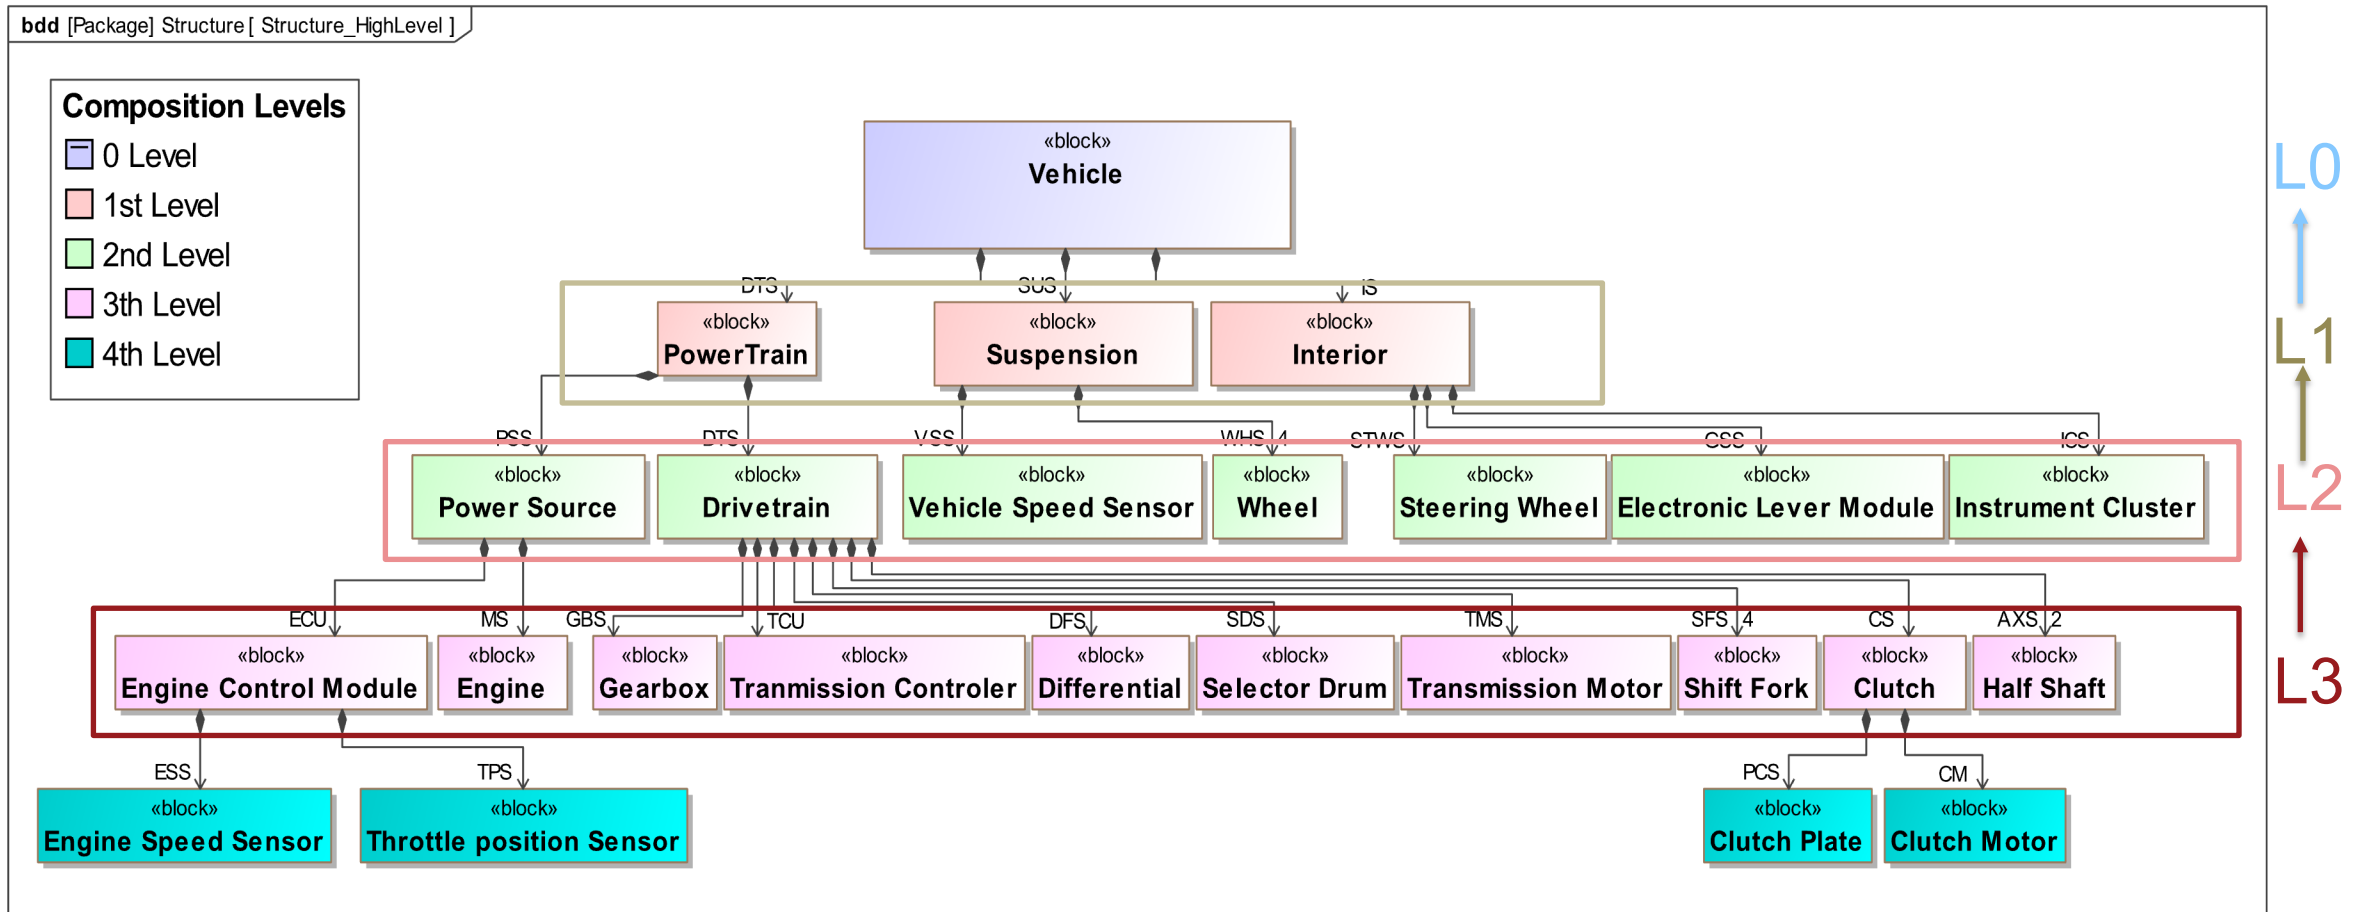 bdd [Package] Structure [ Structure_HighLevel ]
Composition Levels
0 Level
1st Level
2nd Level
3th Level
4th Level
«block»
Vehicle
L0
DTS SUS IS
«block» «block» «block»
PowerTrain Suspension Interior
L1
PSS DTS VSS WHS 4 STWS GSS ICS
«block» «block» «block» «block» «block» «block» «block»
Power Source Drivetrain Vehicle Speed Sensor Wheel Steering Wheel Electronic Lever Module Instrument Cluster
L2
ECU MS GBS TCU DFS SDS TMS SFS 4 CS AXS 2
«block» «block» «block» «block» «block» «block» «block» «block» «block» «block»
Engine Control Module Engine Gearbox Tranmission Controler Differential Selector Drum Transmission Motor Shift Fork Clutch Half Shaft
L3
ESS TPS PCS CM
«block» «block» «block» «block»
Engine Speed Sensor Throttle position Sensor Clutch Plate Clutch Motor